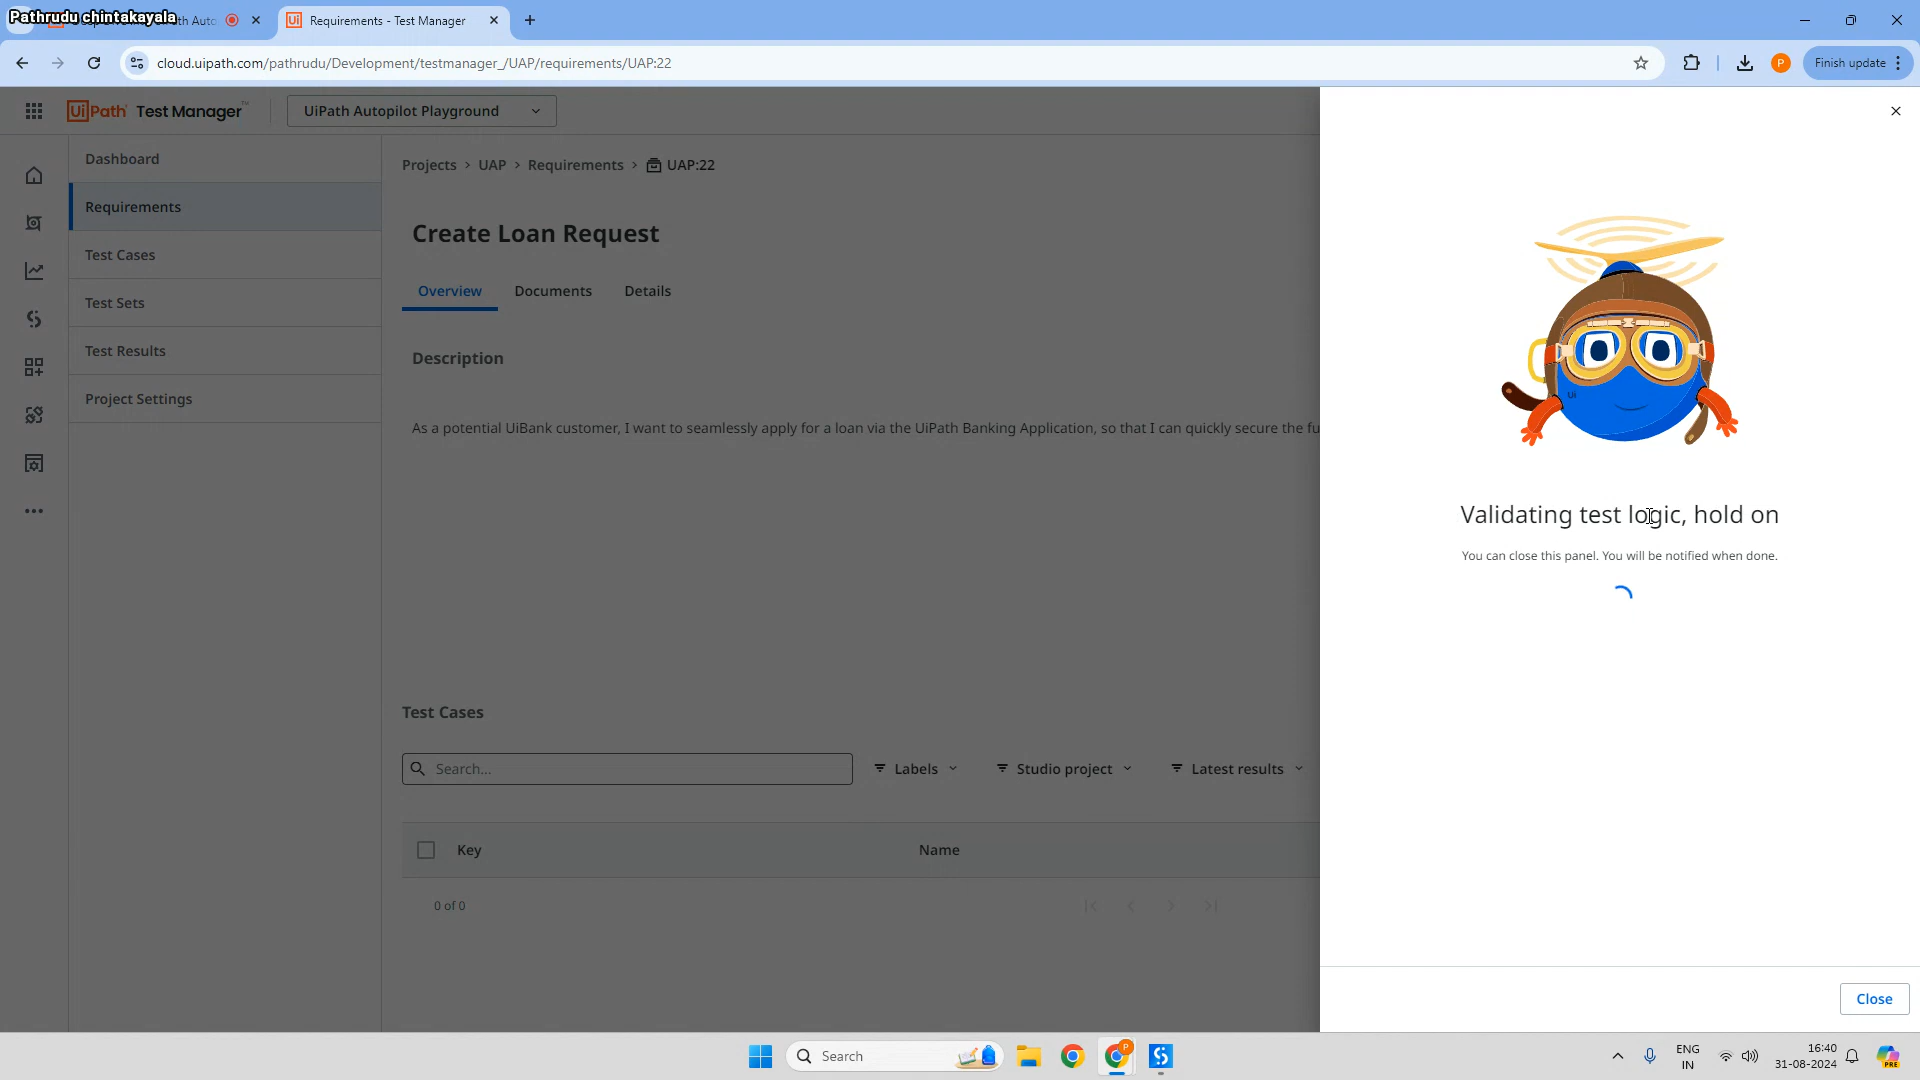 Pathrudu chintakayala
Requirements - Test Manager
cloud.uipath.com/pathrudu/Development/testmanager_/UAP/requirements/UAP:22
P
Finish update
UiPath Test Manager™
UiPath Autopilot Playground
Dashboard
Requirements
Test Cases
Test Sets
Test Results
Project Settings
Projects > UAP > Requirements > UAP:22
Create Loan Request
Overview
Documents
Details
Description
As a potential UiBank customer, I want to seamlessly apply for a loan via the UiPath Banking Application, so that I can quickly secure the fu
Test Cases
Search...
Labels
Studio project
Latest results
Key
Name
0 of 0
Ui
Validating test logic, hold on
You can close this panel. You will be notified when done.
Close
Search
ENG
IN
16:40
31-08-2024